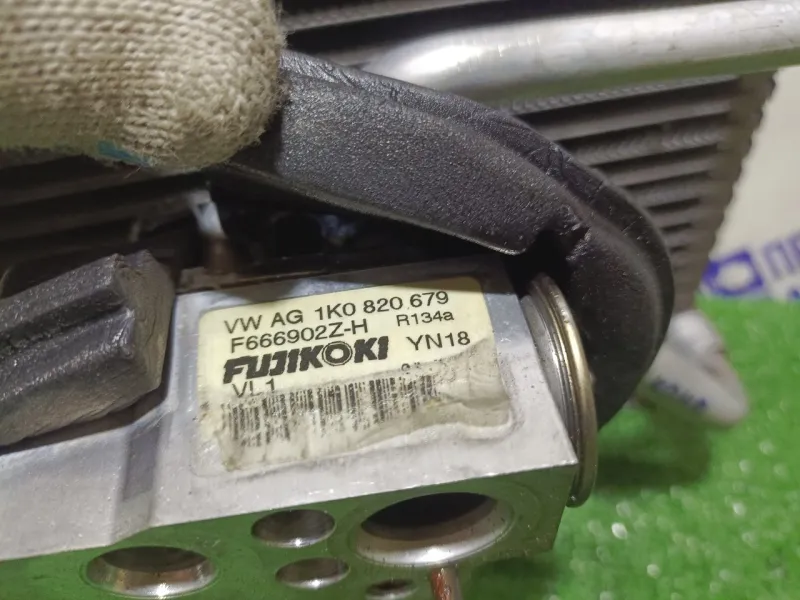 VW AG 1K0 820 679
F666902Z-H R134a
FUJIKOKI YN18
VL1